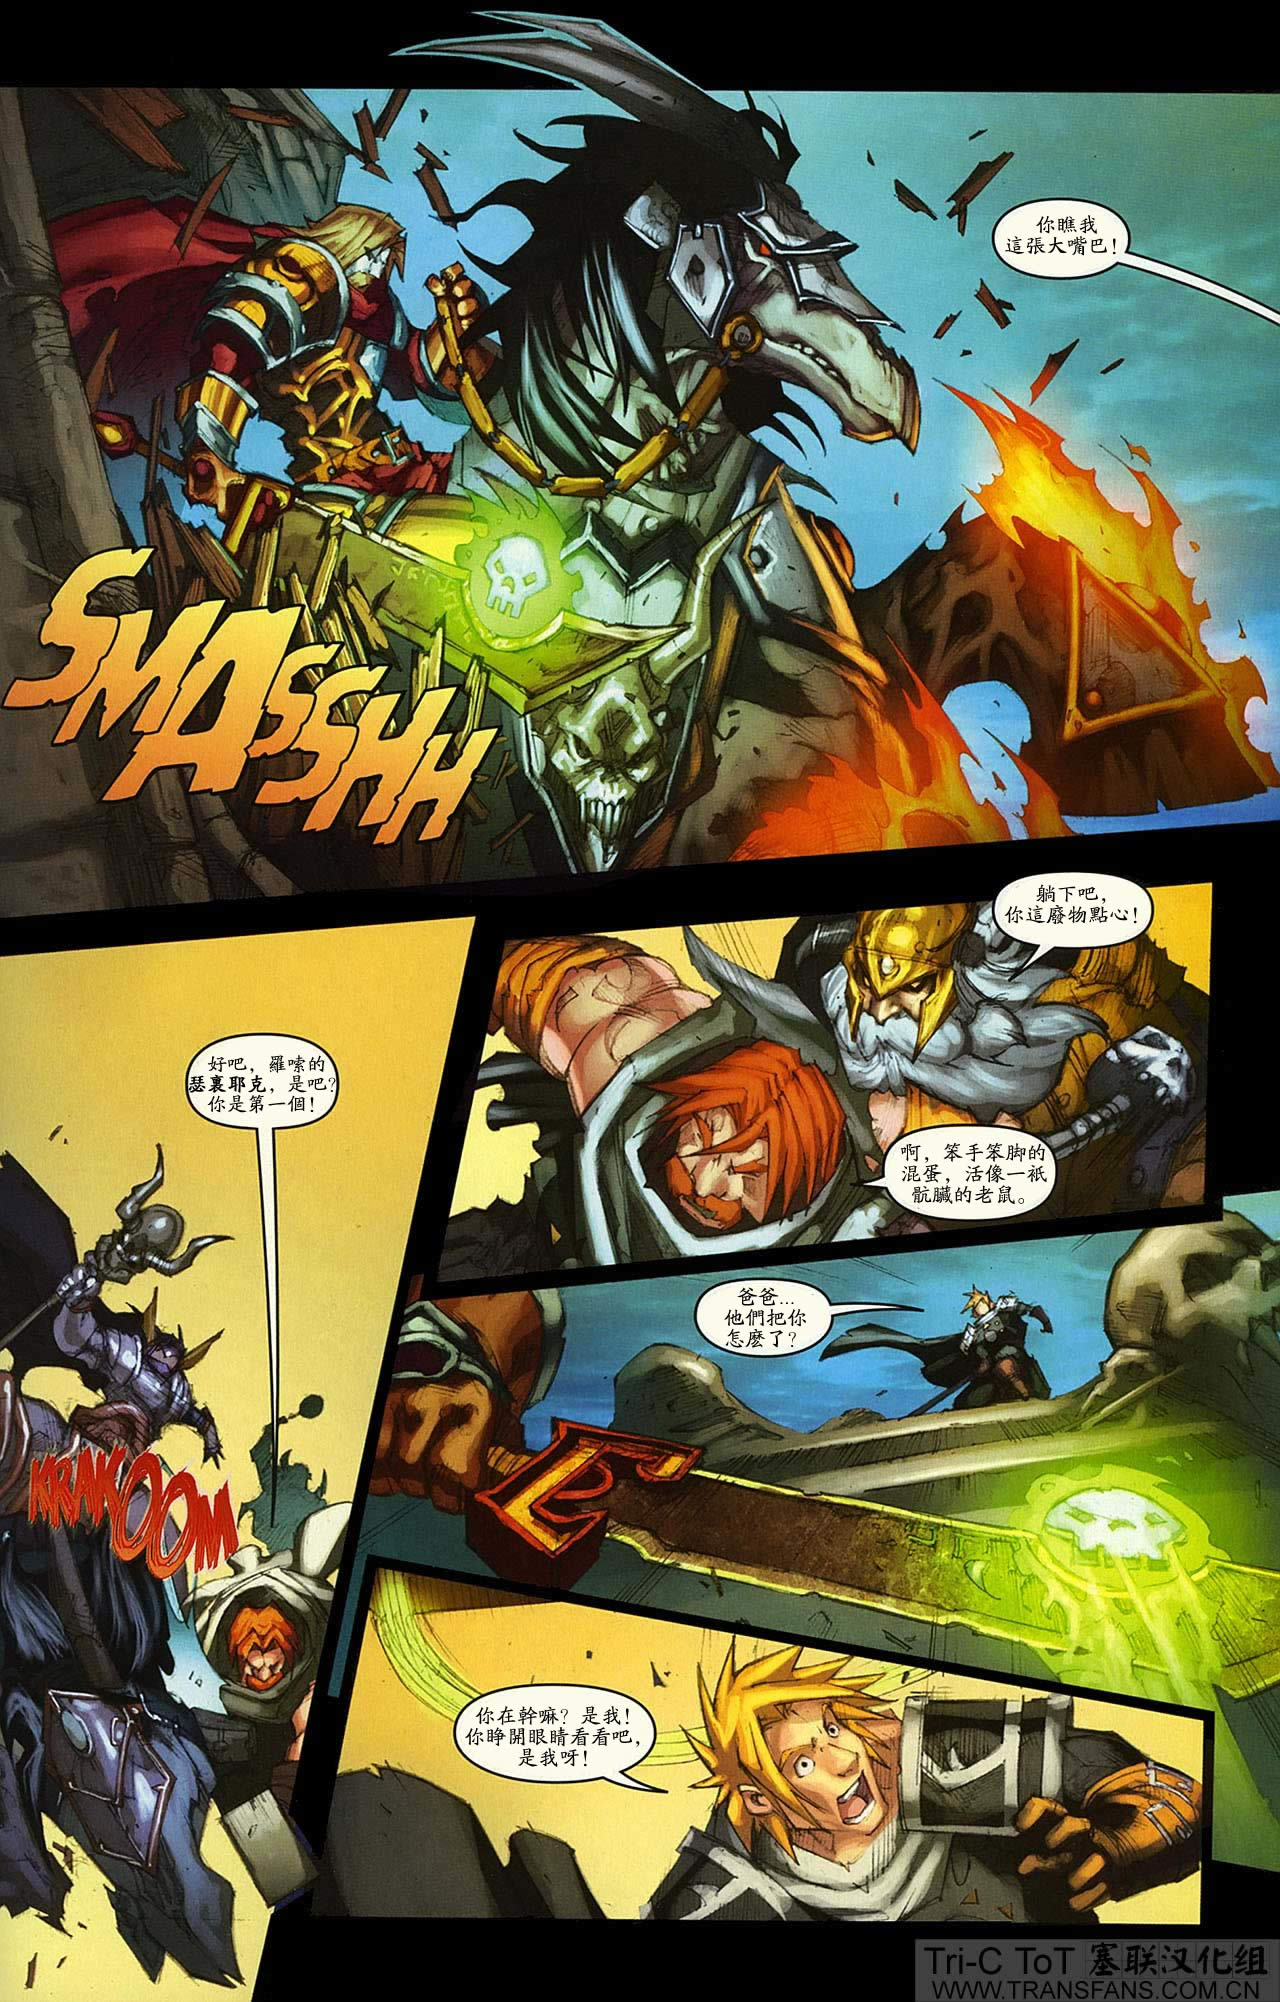 你瞧我
這張大嘴巴！
SMASSHH
躺下吧，
你這廢物點心！
啊，笨手笨脚的
混蛋，活像一祇
骯臟的老鼠。
好吧，羅嗦的
瑟裏耶克，是吧？
你是第一個！
KRAKOOM
爸爸...
他們把你
怎麽了？
你在幹嘛？是我！
你睁開眼睛看看吧，
是我呀！
Tri-C ToT 塞联汉化组
WWW.TRANSFANS.COM.CN